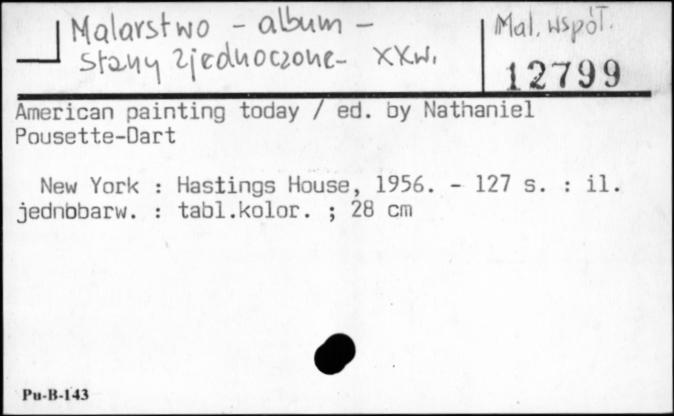 Malarstwo - album -
Stany Zjednoczone - XXw.
Mal. współ.
12799
American painting today / ed. by Nathaniel
Pousette-Dart
New York : Hastings House, 1956. - 127 s. : il.
jednobarw. : tabl.kolor. ; 28 cm
Pu-B-143